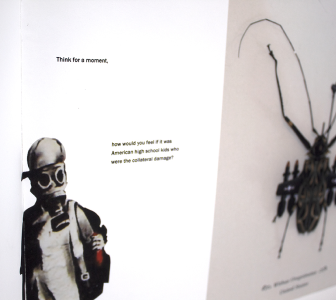 Think for a moment,
how would you feel if it was
American high school kids who
were the collateral damage?